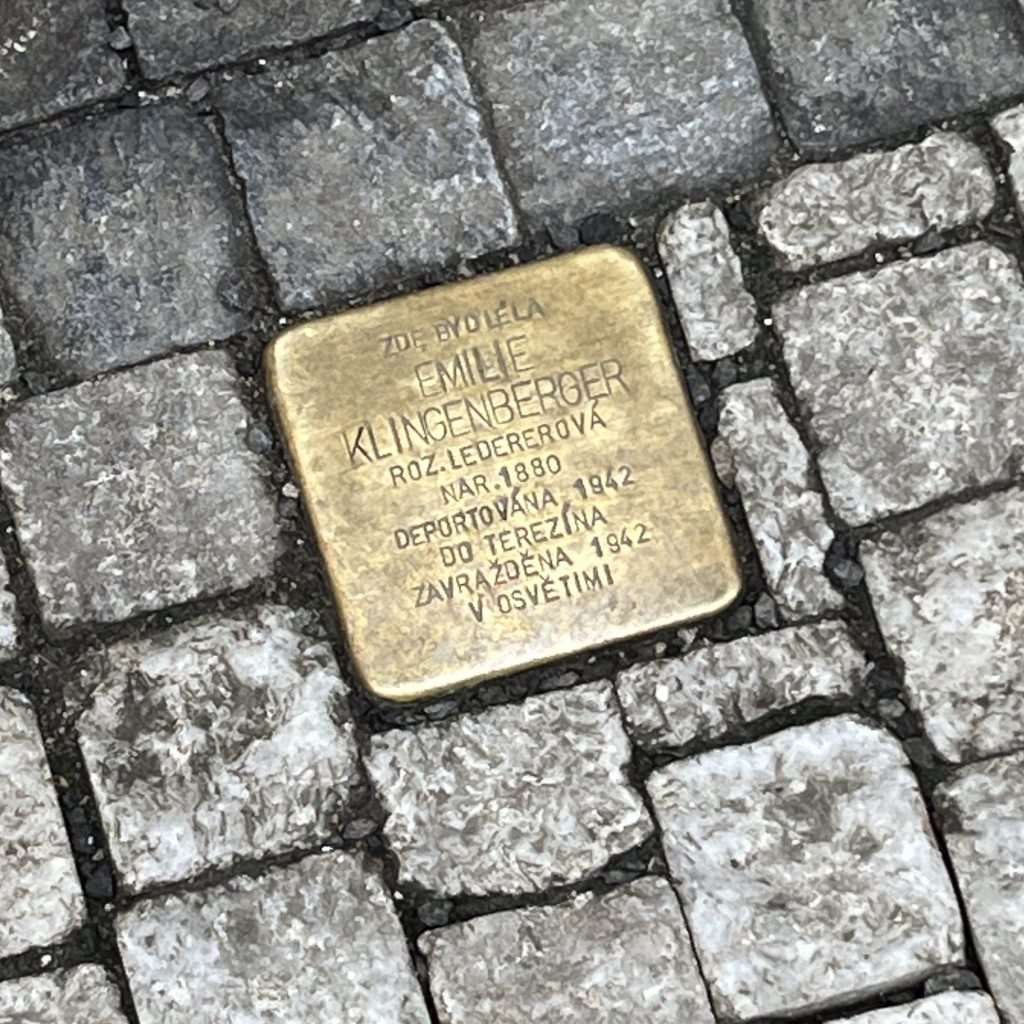 ZDE BYDLELA
EMILIE
KLINGENBERGER
ROZ. LEDEREROVÁ
NAR. 1880
DEPORTOVÁNA 1942
DO TEREZÍNA
ZAVRAŽDĚNA 1942
V OSVĚTIMI